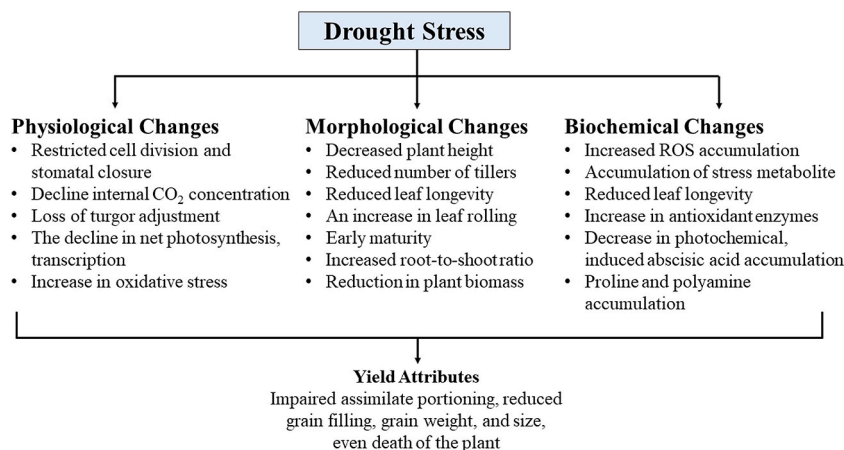 Drought Stress
Physiological Changes
• Restricted cell division and
stomatal closure
• Decline internal CO₂ concentration
• Loss of turgor adjustment
• The decline in net photosynthesis,
transcription
• Increase in oxidative stress
Morphological Changes
• Decreased plant height
• Reduced number of tillers
• Reduced leaf longevity
• An increase in leaf rolling
• Early maturity
• Increased root-to-shoot ratio
• Reduction in plant biomass
Biochemical Changes
• Increased ROS accumulation
• Accumulation of stress metabolite
• Reduced leaf longevity
• Increase in antioxidant enzymes
• Decrease in photochemical,
induced abscisic acid accumulation
• Proline and polyamine
accumulation
Yield Attributes
Impaired assimilate portioning, reduced
grain filling, grain weight, and size,
even death of the plant